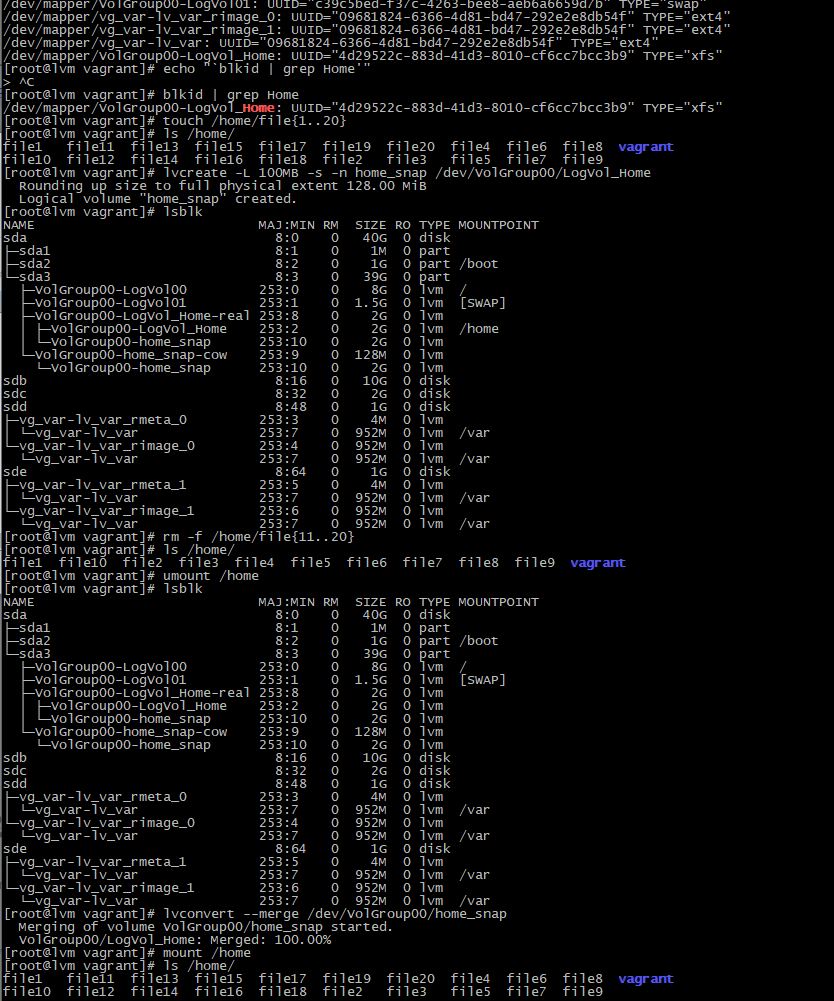 /dev/mapper/VolGroup00-LogVol01: UUID="c39c5bed-f37c-4263-bee8-aeb6a6659d7b" TYPE="swap"
/dev/mapper/vg_var-lv_var_rimage_0: UUID="09681824-6366-4d81-bd47-292e2e8db54f" TYPE="ext4"
/dev/mapper/vg_var-lv_var_rimage_1: UUID="09681824-6366-4d81-bd47-292e2e8db54f" TYPE="ext4"
/dev/mapper/vg_var-lv_var: UUID="09681824-6366-4d81-bd47-292e2e8db54f" TYPE="ext4"
/dev/mapper/VolGroup00-LogVol_Home: UUID="4d29522c-883d-41d3-8010-cf6cc7bcc3b9" TYPE="xfs"
[root@lvm vagrant]# echo "`blkid | grep Home'"
> ^C
[root@lvm vagrant]# blkid | grep Home
/dev/mapper/VolGroup00-LogVol_Home: UUID="4d29522c-883d-41d3-8010-cf6cc7bcc3b9" TYPE="xfs"
[root@lvm vagrant]# touch /home/file{1..20}
[root@lvm vagrant]# ls /home/
file1   file11  file13  file15  file17  file19  file20  file4  file6  file8  vagrant
file10  file12  file14  file16  file18  file2   file3   file5  file7  file9
[root@lvm vagrant]# lvcreate -L 100MB -s -n home_snap /dev/VolGroup00/LogVol_Home
  Rounding up size to full physical extent 128.00 MiB
  Logical volume "home_snap" created.
[root@lvm vagrant]# lsblk
NAME                            MAJ:MIN RM  SIZE RO TYPE MOUNTPOINT
sda                               8:0    0   40G  0 disk
├─sda1                            8:1    0    1M  0 part
├─sda2                            8:2    0    1G  0 part /boot
└─sda3                            8:3    0   39G  0 part
  ├─VolGroup00-LogVol00         253:0    0    8G  0 lvm  /
  ├─VolGroup00-LogVol01         253:1    0  1.5G  0 lvm  [SWAP]
  ├─VolGroup00-LogVol_Home-real 253:8    0    2G  0 lvm
  │ ├─VolGroup00-LogVol_Home    253:2    0    2G  0 lvm  /home
  │ └─VolGroup00-home_snap      253:10   0    2G  0 lvm
  └─VolGroup00-home_snap-cow    253:9    0  128M  0 lvm
    └─VolGroup00-home_snap      253:10   0    2G  0 lvm
sdb                               8:16   0   10G  0 disk
sdc                               8:32   0    2G  0 disk
sdd                               8:48   0    1G  0 disk
├─vg_var-lv_var_rmeta_0         253:3    0    4M  0 lvm
│ └─vg_var-lv_var               253:7    0  952M  0 lvm  /var
└─vg_var-lv_var_rimage_0        253:4    0  952M  0 lvm
  └─vg_var-lv_var               253:7    0  952M  0 lvm  /var
sde                               8:64   0    1G  0 disk
├─vg_var-lv_var_rmeta_1         253:5    0    4M  0 lvm
│ └─vg_var-lv_var               253:7    0  952M  0 lvm  /var
└─vg_var-lv_var_rimage_1        253:6    0  952M  0 lvm
  └─vg_var-lv_var               253:7    0  952M  0 lvm  /var
[root@lvm vagrant]# rm -f /home/file{11..20}
[root@lvm vagrant]# ls /home/
file1  file10  file2  file3  file4  file5  file6  file7  file8  file9  vagrant
[root@lvm vagrant]# umount /home
[root@lvm vagrant]# lsblk
NAME                            MAJ:MIN RM  SIZE RO TYPE MOUNTPOINT
sda                               8:0    0   40G  0 disk
├─sda1                            8:1    0    1M  0 part
├─sda2                            8:2    0    1G  0 part /boot
└─sda3                            8:3    0   39G  0 part
  ├─VolGroup00-LogVol00         253:0    0    8G  0 lvm  /
  ├─VolGroup00-LogVol01         253:1    0  1.5G  0 lvm  [SWAP]
  ├─VolGroup00-LogVol_Home-real 253:8    0    2G  0 lvm
  │ ├─VolGroup00-LogVol_Home    253:2    0    2G  0 lvm
  │ └─VolGroup00-home_snap      253:10   0    2G  0 lvm
  └─VolGroup00-home_snap-cow    253:9    0  128M  0 lvm
    └─VolGroup00-home_snap      253:10   0    2G  0 lvm
sdb                               8:16   0   10G  0 disk
sdc                               8:32   0    2G  0 disk
sdd                               8:48   0    1G  0 disk
├─vg_var-lv_var_rmeta_0         253:3    0    4M  0 lvm
│ └─vg_var-lv_var               253:7    0  952M  0 lvm  /var
└─vg_var-lv_var_rimage_0        253:4    0  952M  0 lvm
  └─vg_var-lv_var               253:7    0  952M  0 lvm  /var
sde                               8:64   0    1G  0 disk
├─vg_var-lv_var_rmeta_1         253:5    0    4M  0 lvm
│ └─vg_var-lv_var               253:7    0  952M  0 lvm  /var
└─vg_var-lv_var_rimage_1        253:6    0  952M  0 lvm
  └─vg_var-lv_var               253:7    0  952M  0 lvm  /var
[root@lvm vagrant]# lvconvert --merge /dev/VolGroup00/home_snap
  Merging of volume VolGroup00/home_snap started.
  VolGroup00/LogVol_Home: Merged: 100.00%
[root@lvm vagrant]# mount /home
[root@lvm vagrant]# ls /home/
file1   file11  file13  file15  file17  file19  file20  file4  file6  file8  vagrant
file10  file12  file14  file16  file18  file2   file3   file5  file7  file9